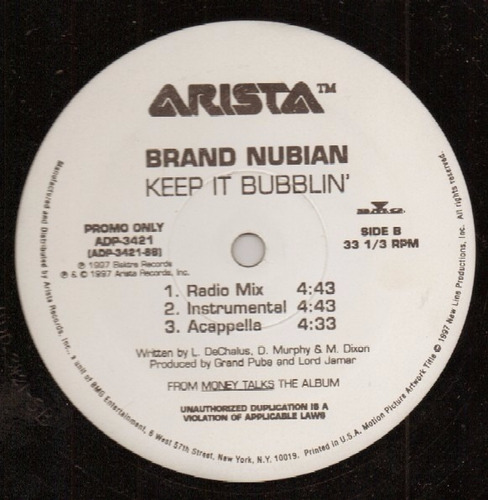 ARISTA™
BRAND NUBIAN
KEEP IT BUBBLIN'
BMG
PROMO ONLY
ADP-3421
(ADP-3421-SB)
℗ 1997 Elektra Records
℗ & © 1997 Arista Records, Inc.
SIDE B
33 1/3 RPM
1. Radio Mix 4:43
2. Instrumental 4:43
3. Acappella 4:33
Written by L. DeChalus, D. Murphy & M. Dixon
Produced by Grand Puba and Lord Jamar
FROM MONEY TALKS THE ALBUM
UNAUTHORIZED DUPLICATION IS A
VIOLATION OF APPLICABLE LAWS
Manufactured and Distributed by Arista Records, Inc., a unit of BMG Entertainment, 6 West 57th Street, New York, N.Y. 10019. Printed in U.S.A. Motion Picture Artwork Title © 1997 New Line Productions, Inc. All rights reserved.